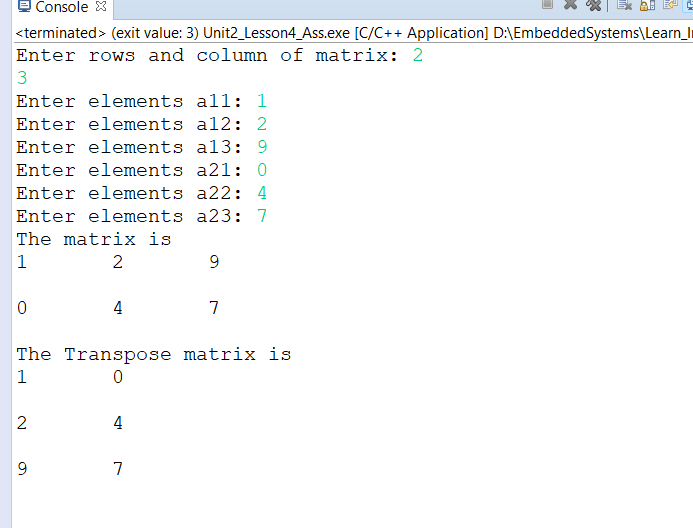 Console
<terminated> (exit value: 3) Unit2_Lesson4_Ass.exe [C/C++ Application] D:\EmbeddedSystems\Learn_
Enter rows and column of matrix: 2
3
Enter elements a11: 1
Enter elements a12: 2
Enter elements a13: 9
Enter elements a21: 0
Enter elements a22: 4
Enter elements a23: 7
The matrix is
1 2 9
0 4 7
The Transpose matrix is
1 0
2 4
9 7